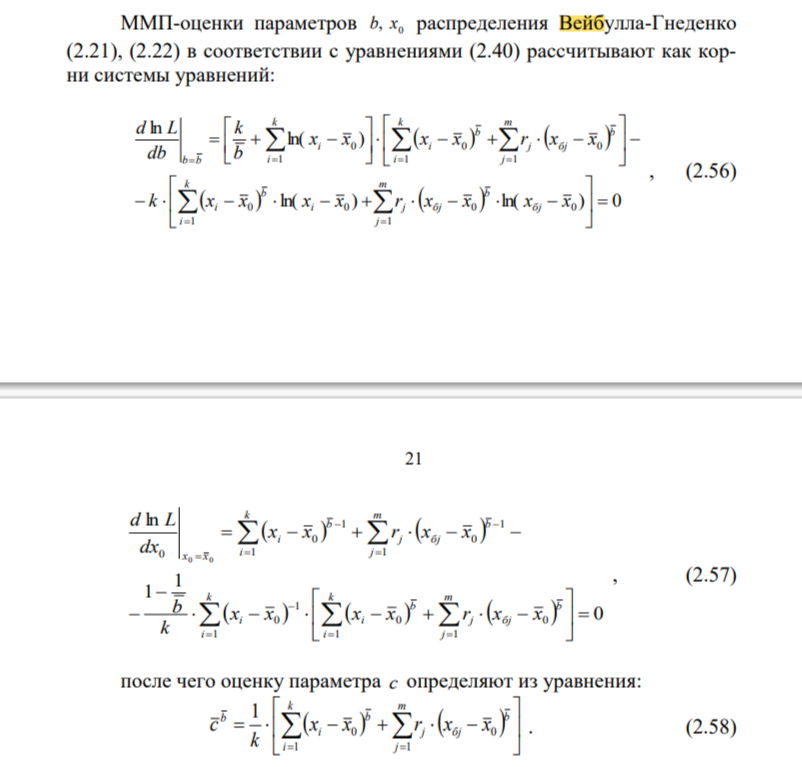 ММП-оценки параметров b, x₀ распределения Вейбулла-Гнеденко
(2.21), (2.22) в соответствии с уравнениями (2.40) рассчитывают как кор-
ни системы уравнений:
$\left.\frac{d \ln L}{db}\right|_{b=\bar{b}} = \left[\frac{k}{\bar{b}} + \sum_{i=1}^{k} \ln(x_i - \bar{x}_0)\right] \cdot \left[\sum_{i=1}^{k} (x_i - \bar{x}_0)^{\bar{b}} + \sum_{j=1}^{m} r_j \cdot (x_{бj} - \bar{x}_0)^{\bar{b}}\right] -$
$- k \cdot \left[\sum_{i=1}^{k} (x_i - \bar{x}_0)^{\bar{b}} \cdot \ln(x_i - \bar{x}_0) + \sum_{j=1}^{m} r_j \cdot (x_{бj} - \bar{x}_0)^{\bar{b}} \cdot \ln(x_{бj} - \bar{x}_0)\right] = 0$ , (2.56)
21
$\left.\frac{d \ln L}{dx_0}\right|_{x_0=\bar{x}_0} = \sum_{i=1}^{k} (x_i - \bar{x}_0)^{\bar{b}-1} + \sum_{j=1}^{m} r_j \cdot (x_{бj} - \bar{x}_0)^{\bar{b}-1} -$
$- \frac{1 - \frac{1}{\bar{b}}}{k} \cdot \sum_{i=1}^{k} (x_i - \bar{x}_0)^{-1} \cdot \left[\sum_{i=1}^{k} (x_i - \bar{x}_0)^{\bar{b}} + \sum_{j=1}^{m} r_j \cdot (x_{бj} - \bar{x}_0)^{\bar{b}}\right] = 0$ , (2.57)
после чего оценку параметра c определяют из уравнения:
$\bar{c}^{\bar{b}} = \frac{1}{k} \cdot \left[\sum_{i=1}^{k} (x_i - \bar{x}_0)^{\bar{b}} + \sum_{j=1}^{m} r_j \cdot (x_{бj} - \bar{x}_0)^{\bar{b}}\right]$ . (2.58)